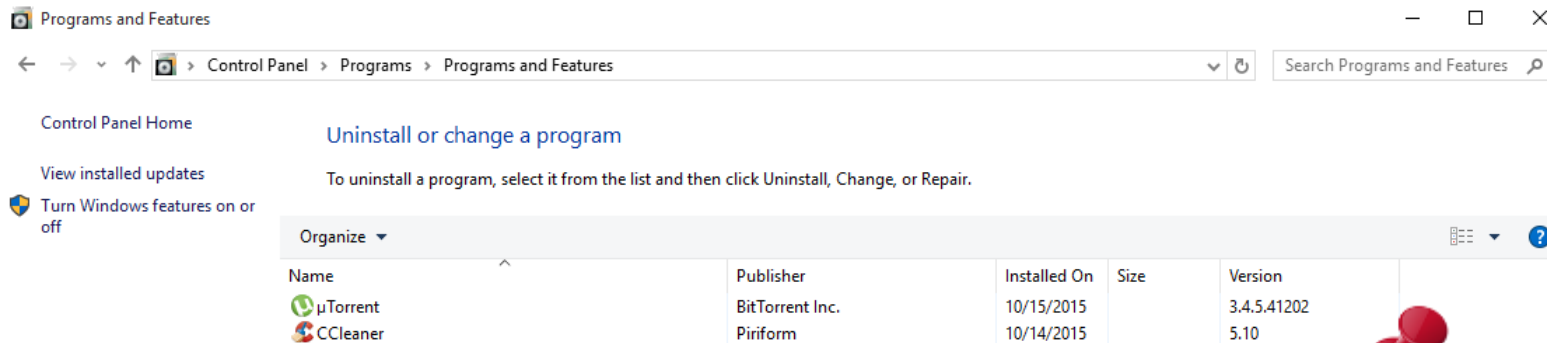 Programs and Features
Control Panel > Programs > Programs and Features
Search Programs and Features
Control Panel Home
View installed updates
Turn Windows features on or
off
Uninstall or change a program
To uninstall a program, select it from the list and then click Uninstall, Change, or Repair.
Organize
Name Publisher Installed On Size Version
µTorrent BitTorrent Inc. 10/15/2015 3.4.5.41202
CCleaner Piriform 10/14/2015 5.10